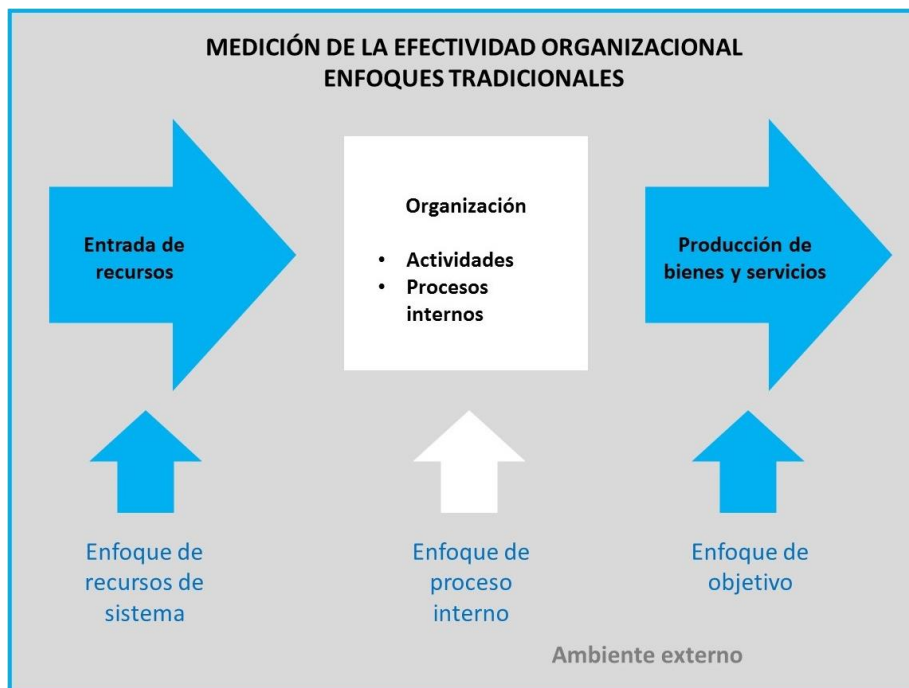 MEDICIÓN DE LA EFECTIVIDAD ORGANIZACIONAL
ENFOQUES TRADICIONALES
Entrada de
recursos
Organización
• Actividades
• Procesos
internos
Producción de
bienes y servicios
Enfoque de
recursos de
sistema
Enfoque de
proceso
interno
Enfoque de
objetivo
Ambiente externo